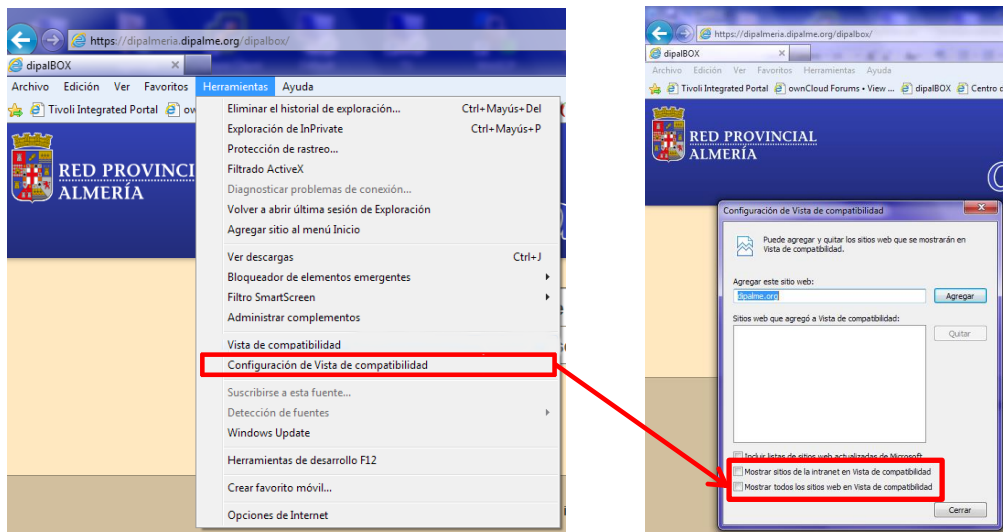 https://dipalmeria.dipalme.org/dipalbox/
dipalBOX
Archivo Edición Ver Favoritos Herramientas Ayuda
Tivoli Integrated Portal
RED PROVINCI
ALMERÍA
Eliminar el historial de exploración... Ctrl+Mayús+Del
Exploración de InPrivate Ctrl+Mayús+P
Protección de rastreo...
Filtrado ActiveX
Diagnosticar problemas de conexión...
Volver a abrir última sesión de Exploración
Agregar sitio al menú Inicio
Ver descargas Ctrl+J
Bloqueador de elementos emergentes
Filtro SmartScreen
Administrar complementos
Vista de compatibilidad
Configuración de Vista de compatibilidad
Suscribirse a esta fuente...
Detección de fuentes
Windows Update
Herramientas de desarrollo F12
Crear favorito móvil...
Opciones de Internet
https://dipalmeria.dipalme.org/dipalbox/
dipalBOX
Archivo Edición Ver Favoritos Herramientas Ayuda
Tivoli Integrated Portal ownCloud Forums • View ... dipalBOX Centro
RED PROVINCIAL
ALMERÍA
Configuración de Vista de compatibilidad
Puede agregar y quitar los sitios web que se mostrarán en
Vista de compatibilidad.
Agregar este sitio web:
dipalme.org Agregar
Sitios web que agregó a Vista de compatibilidad:
Quitar
Incluir listas de sitios web actualizadas de Microsoft
Mostrar sitios de la intranet en Vista de compatibilidad
Mostrar todos los sitios web en Vista de compatibilidad
Cerrar